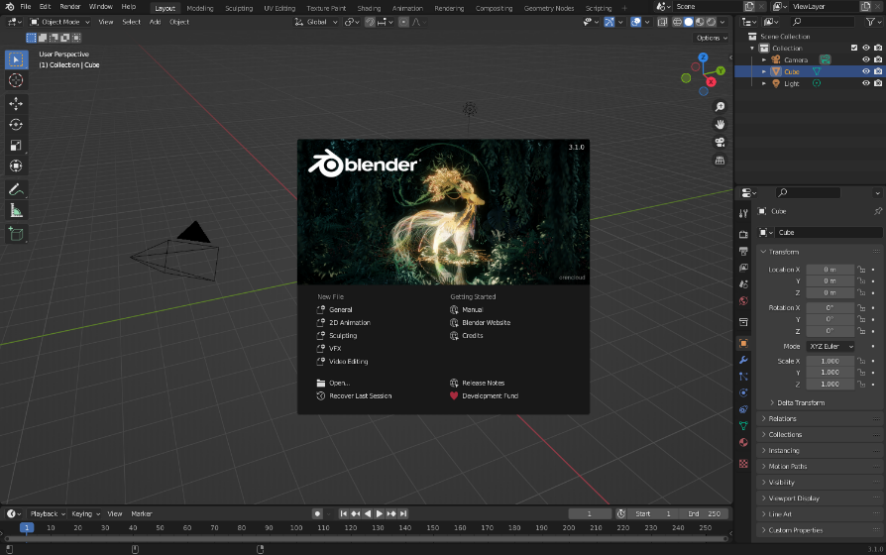 File Edit Render Window Help Layout Modeling Sculpting UV Editing Texture Paint Shading Animation Rendering Compositing Geometry Nodes Scripting + Scene ViewLayer
Object Mode View Select Add Object Global
Options
User Perspective
(1) Collection | Cube
Z
Y
X
Scene Collection
Collection
Camera
Cube
Light
blender
3.1.0
New File
General
2D Animation
Sculpting
VFX
Video Editing
Open...
Recover Last Session
Getting Started
Manual
Blender Website
Credits
Release Notes
Development Fund
Cube
Cube
Transform
Location X 0 m
Y 0 m
Z 0 m
Rotation X 0°
Y 0°
Z 0°
Mode XYZ Euler
Scale X 1.000
Y 1.000
Z 1.000
Delta Transform
Relations
Collections
Instancing
Motion Paths
Visibility
Viewport Display
Line Art
Custom Properties
Playback Keying View Marker 1 Start 1 End 250
1 10 20 30 40 50 60 70 80 90 100 110 120 130 140 150 160 170 180 190 200 210 220 230 240 250
3.1.0